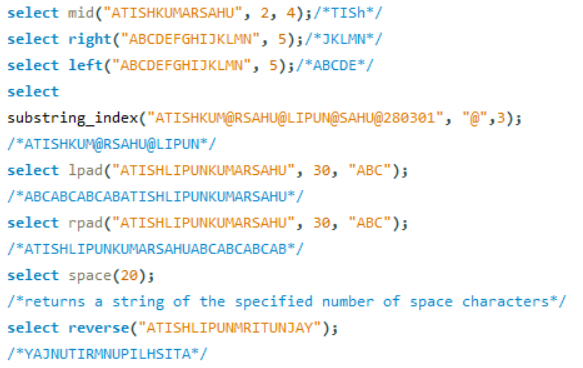 select mid("ATISHKUMARSAHU", 2, 4);/*TISh*/
select right("ABCDEFGHIJKLMN", 5);/*JKLMN*/
select left("ABCDEFGHIJKLMN", 5);/*ABCDE*/
select
substring_index("ATISHKUM@RSAHU@LIPUN@SAHU@280301", "@",3);
/*ATISHKUM@RSAHU@LIPUN*/
select lpad("ATISHLIPUNKUMARSAHU", 30, "ABC");
/*ABCABCABCABATISHLIPUNKUMARSAHU*/
select rpad("ATISHLIPUNKUMARSAHU", 30, "ABC");
/*ATISHLIPUNKUMARSAHUABCABCABCAB*/
select space(20);
/*returns a string of the specified number of space characters*/
select reverse("ATISHLIPUNMRITUNJAY");
/*YAJNUTIRMNUPILHSITA*/